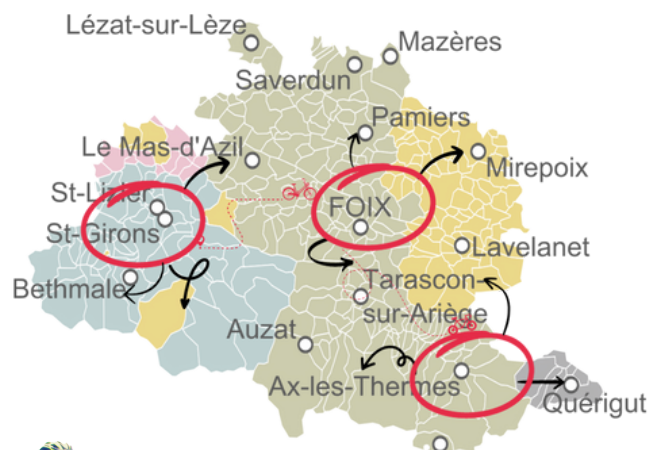 Lézat-sur-Lèze
Mazères
Saverdun
Pamiers
Le Mas-d'Azil
Mirepoix
St-Lizier
FOIX
St-Girons
Lavelanet
Bethmale
Tarascon-
sur-Ariège
Auzat
Ax-les-Thermes
Quérigut